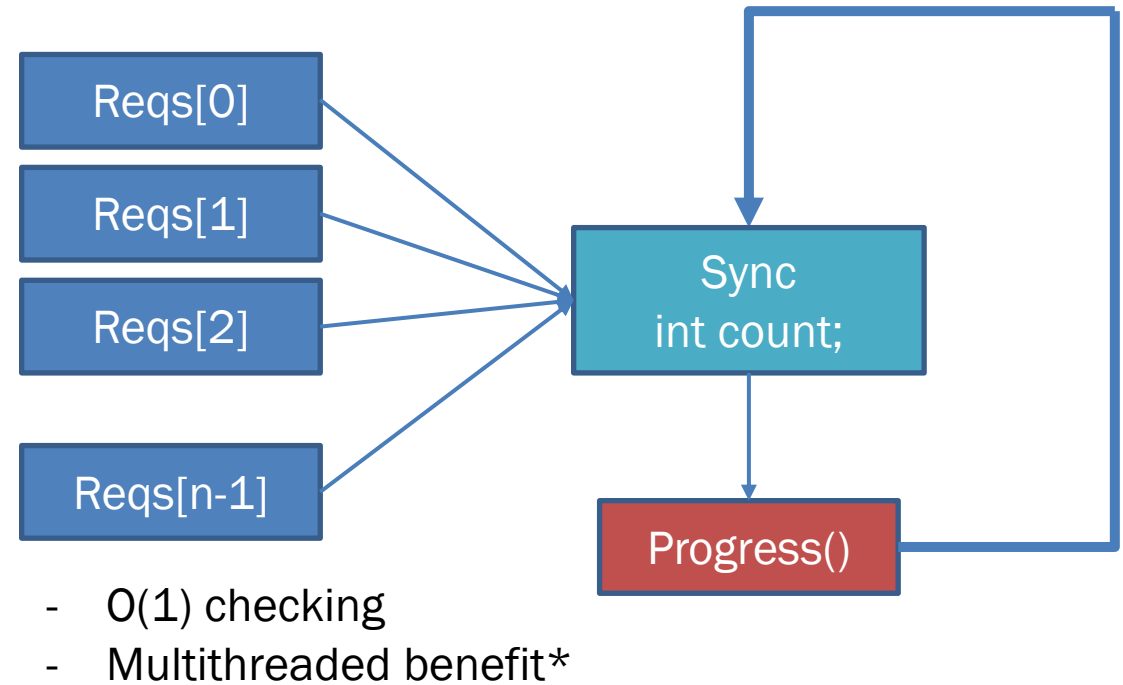 Reqs[0]
Reqs[1]
Reqs[2]
Reqs[n-1]
Sync
int count;
Progress()
- O(1) checking
- Multithreaded benefit*